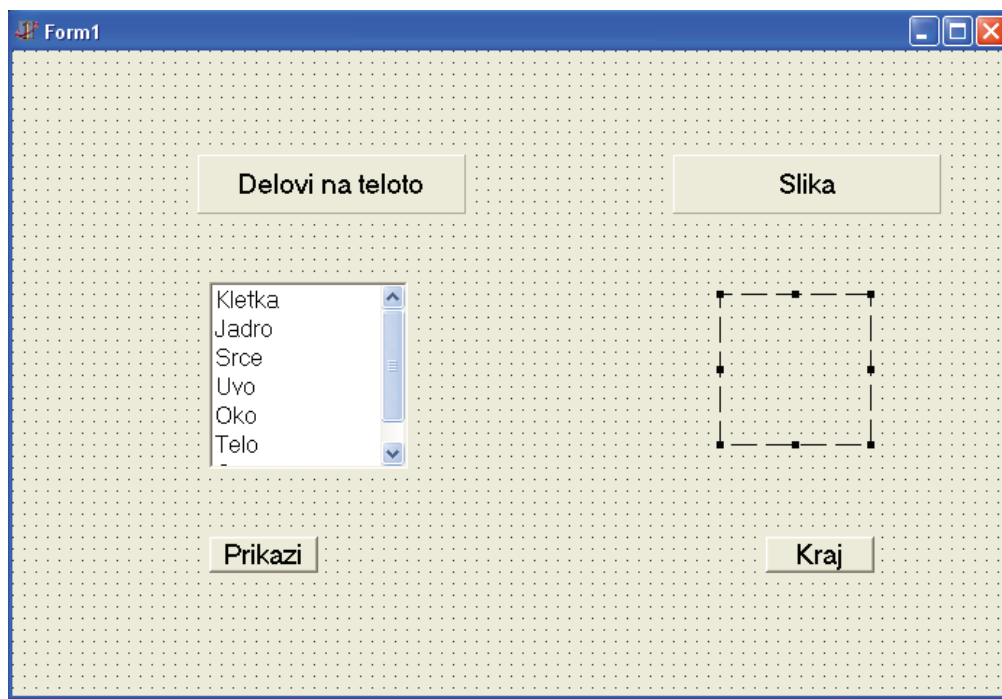 Form1
Delovi na teloto
Slika
Kletka
Jadro
Srce
Uvo
Oko
Telo
Prikazi
Kraj